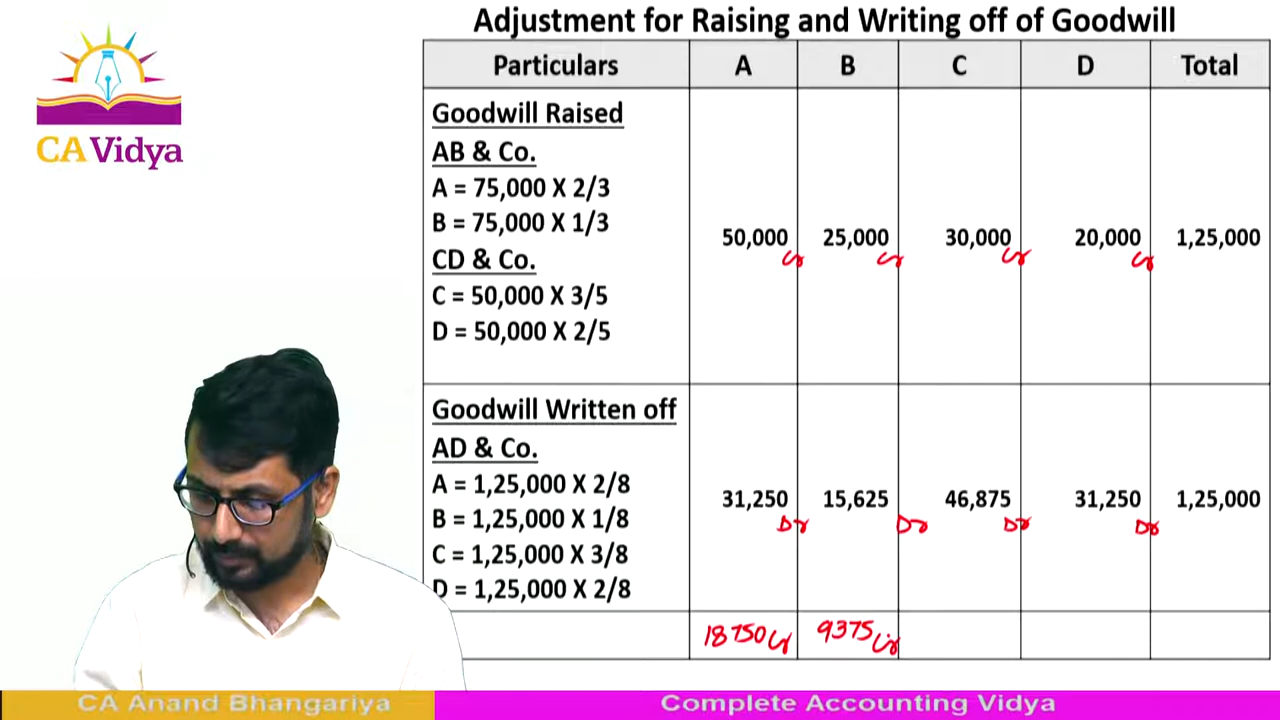 CA Vidya
Adjustment for Raising and Writing off of Goodwill
Particulars A B C D Total
Goodwill Raised
AB & Co.
A = 75,000 X 2/3
B = 75,000 X 1/3
50,000 25,000 30,000 20,000 1,25,000
Cr Cr Cr Cr
CD & Co.
C = 50,000 X 3/5
D = 50,000 X 2/5
Goodwill Written off
AD & Co.
A = 1,25,000 X 2/8
31,250 15,625 46,875 31,250 1,25,000
B = 1,25,000 X 1/8
Dr Dr Dr Dr
C = 1,25,000 X 3/8
D = 1,25,000 X 2/8
18750 Cr 9375 Cr
CA Anand Bhangariya Complete Accounting Vidya